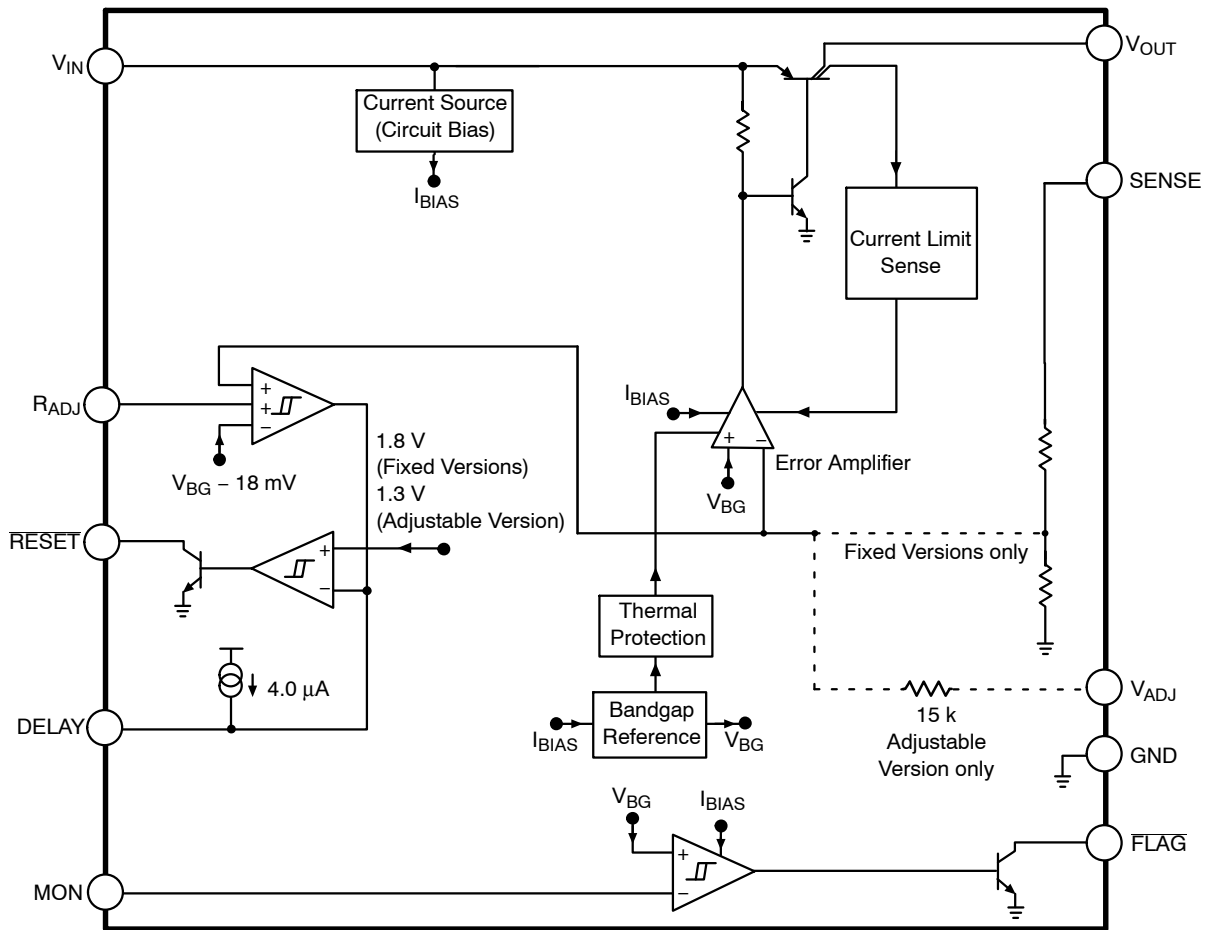 V_IN
V_OUT
Current Source
(Circuit Bias)
I_BIAS
SENSE
Current Limit
Sense
R_ADJ
+
+
−
V_BG − 18 mV
1.8 V
(Fixed Versions)
1.3 V
(Adjustable Version)
I_BIAS
+ −
Error Amplifier
V_BG
R̅E̅S̅E̅T̅
+
−
Fixed Versions only
Thermal
Protection
4.0 μA
DELAY
I_BIAS
Bandgap
Reference
V_BG
15 k
Adjustable
Version only
V_ADJ
GND
V_BG
I_BIAS
+
−
F̅L̅A̅G̅
MON